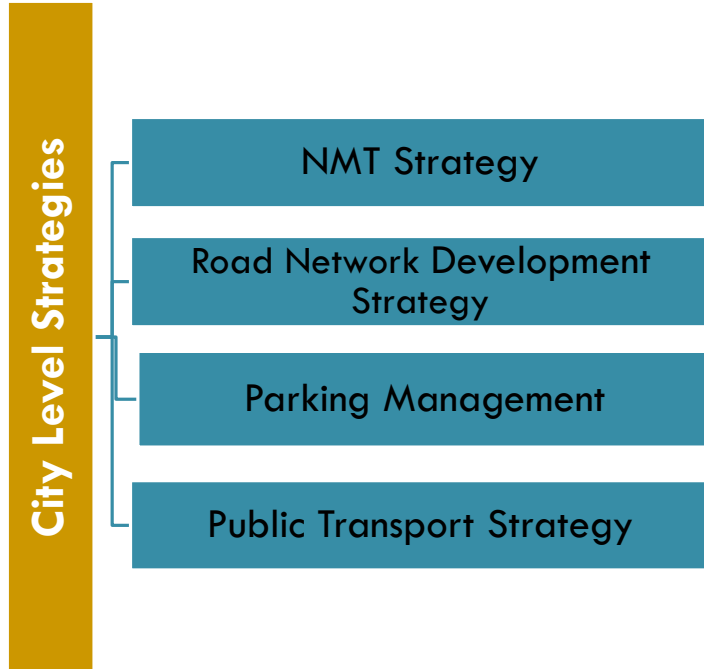 City Level Strategies
NMT Strategy
Road Network Development
Strategy
Parking Management
Public Transport Strategy